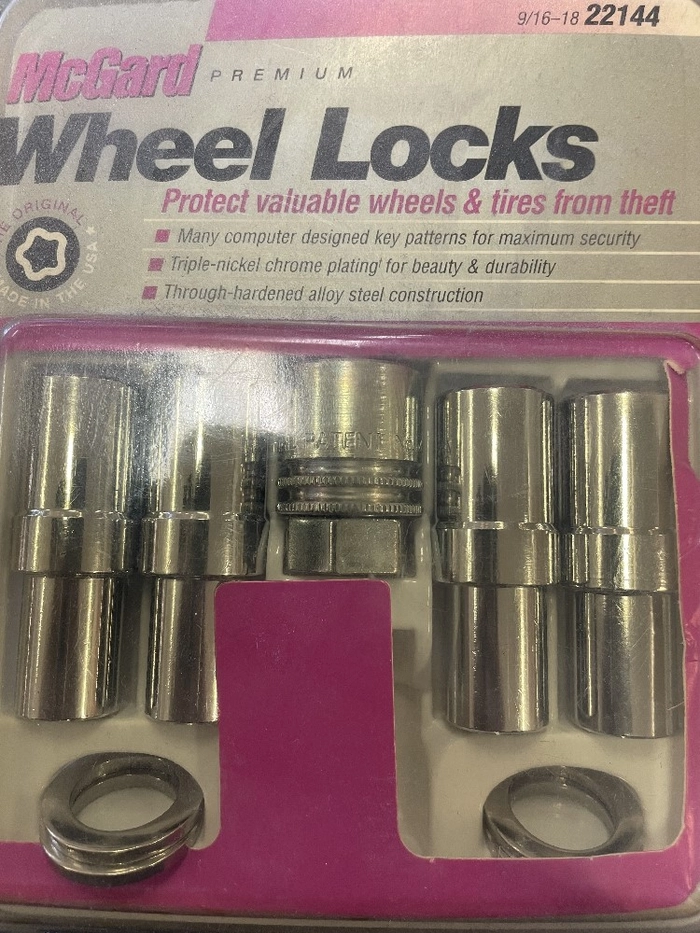 9/16–18 22144
McGard PREMIUM
Wheel Locks
Protect valuable wheels & tires from theft
Many computer designed key patterns for maximum security
Triple-nickel chrome plating† for beauty & durability
Through-hardened alloy steel construction
ORIGINAL
MADE IN THE USA ★
PATENT